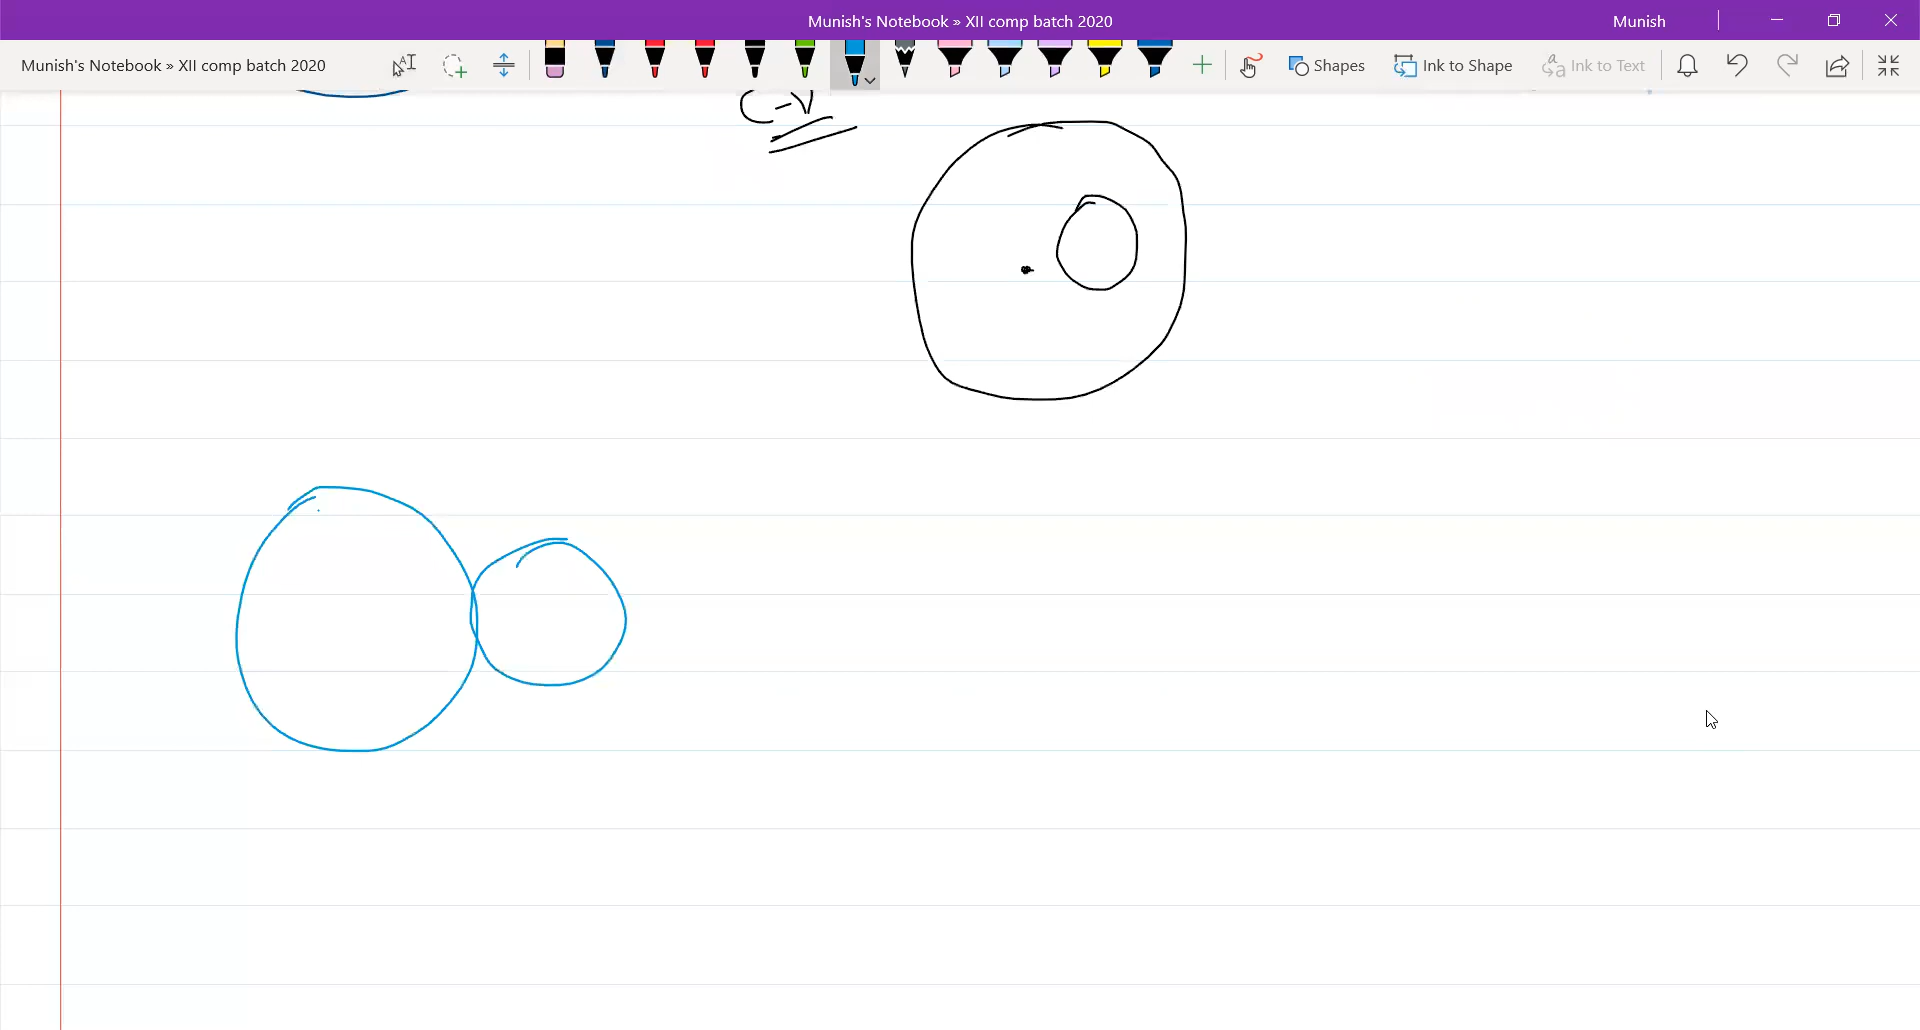 Munish's Notebook » XII comp batch 2020
Munish
Munish's Notebook » XII comp batch 2020
Shapes
Ink to Shape
Ink to Text